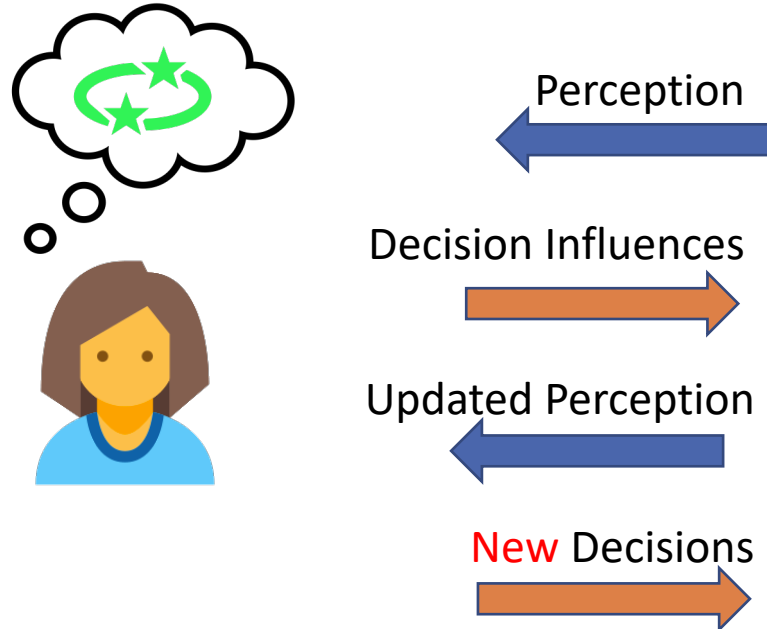 Perception
Decision Influences
Updated Perception
New Decisions